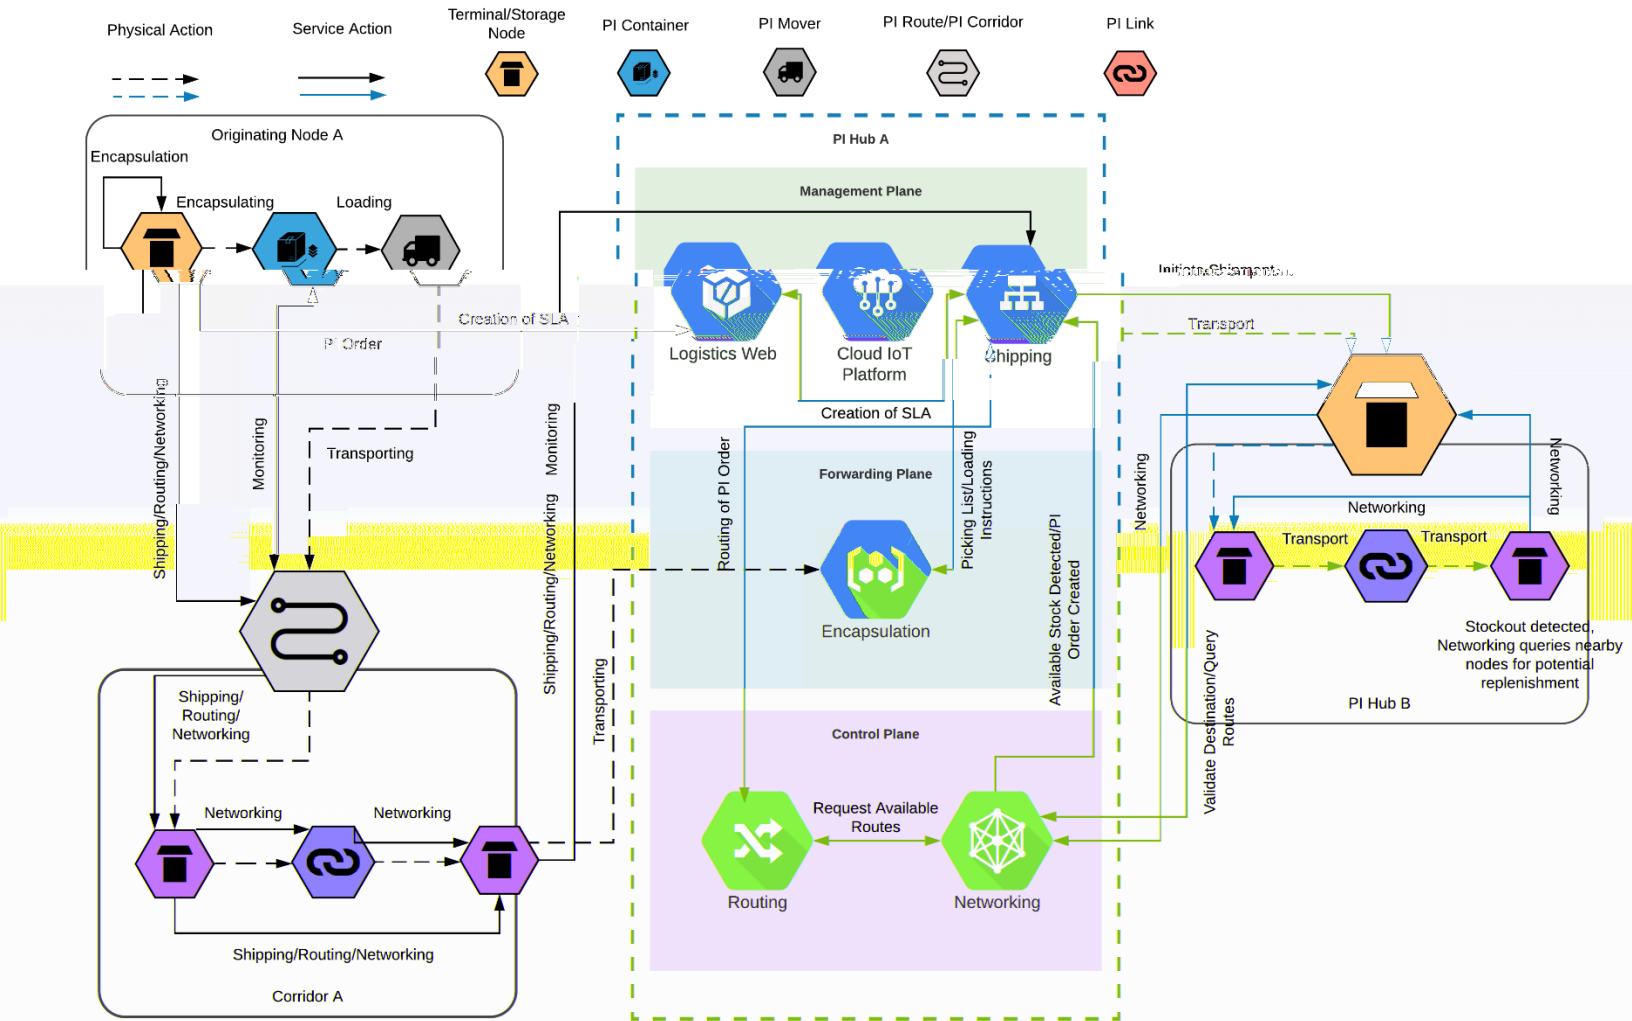 Physical Action
Service Action
Terminal/Storage
Node
PI Container
PI Mover
PI Route/PI Corridor
PI Link
Originating Node A
Encapsulation
Encapsulating
Loading
Creation of SLA
PI Order
Shipping/Routing/Networking
Monitoring
Transporting
Shipping/
Routing/
Networking
Networking
Networking
Shipping/Routing/Networking
Corridor A
Monitoring
Shipping/Routing/Networking
Transporting
PI Hub A
Management Plane
Logistics Web
Cloud IoT
Platform
Shipping
Creation of SLA
Routing of PI Order
Picking List/Loading
Instructions
Forwarding Plane
Encapsulation
Available Stock Detected/PI
Order Created
Control Plane
Request Available
Routes
Routing
Networking
Initiate Shipment
Transport
Networking
Networking
Networking
Transport
Transport
Stockout detected,
Networking queries nearby
nodes for potential
replenishment
PI Hub B
Validate Destination/Query
Routes